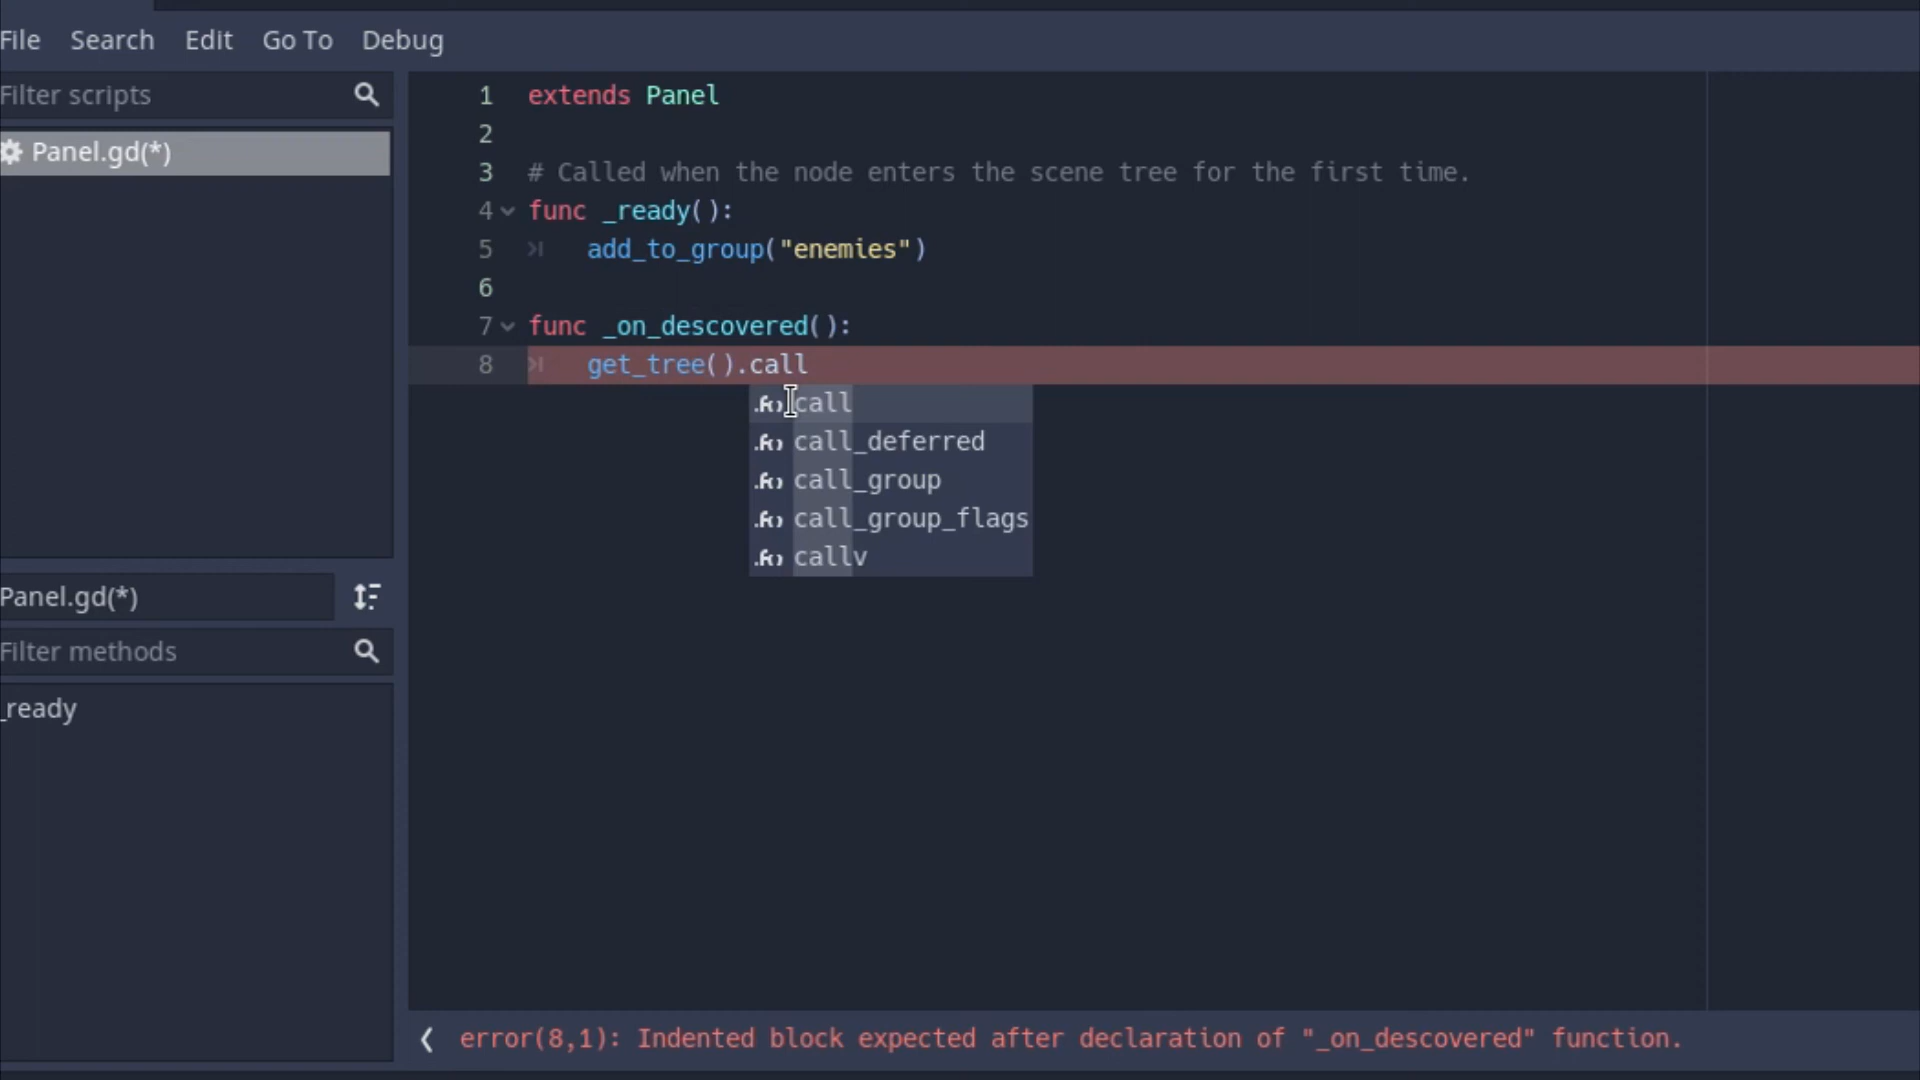 File Search Edit Go To Debug
Filter scripts
Panel.gd(*)
Panel.gd(*)
Filter methods
_ready
1 extends Panel
2
3 # Called when the node enters the scene tree for the first time.
4 func _ready():
5 add_to_group("enemies")
6
7 func _on_descovered():
8 get_tree().call
call
call_deferred
call_group
call_group_flags
callv
error(8,1): Indented block expected after declaration of "_on_descovered" function.